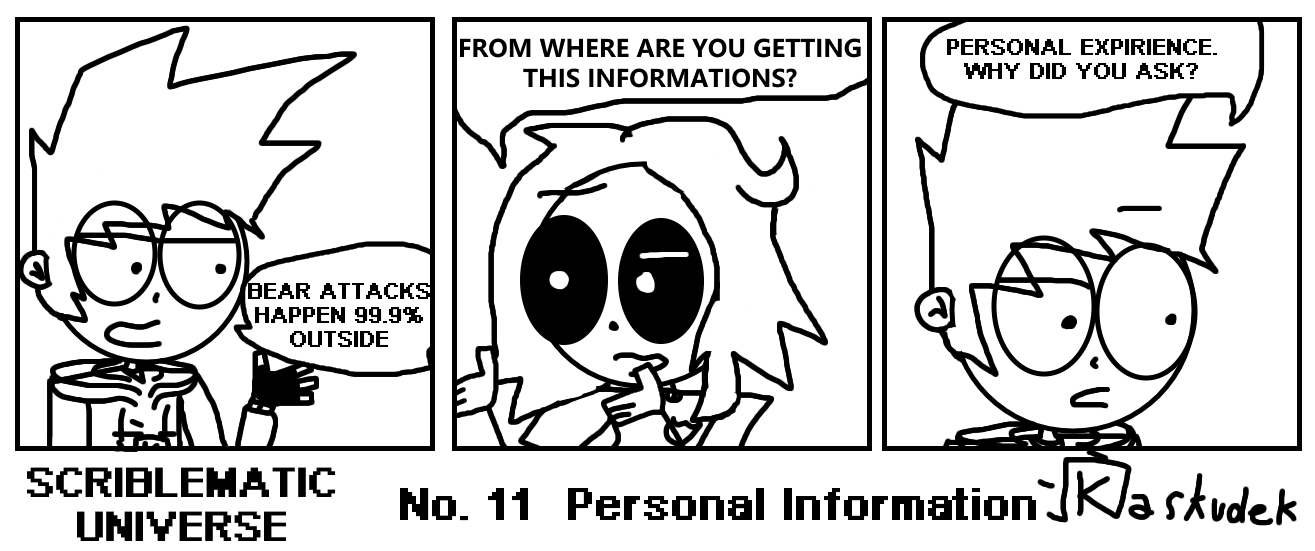 BEAR ATTACKS
HAPPEN 99.9%
OUTSIDE
FROM WHERE ARE YOU GETTING
THIS INFORMATIONS?
PERSONAL EXPIRIENCE.
WHY DID YOU ASK?
SCRIBLEMATIC
UNIVERSE
No. 11 Personal Information
Kastudek